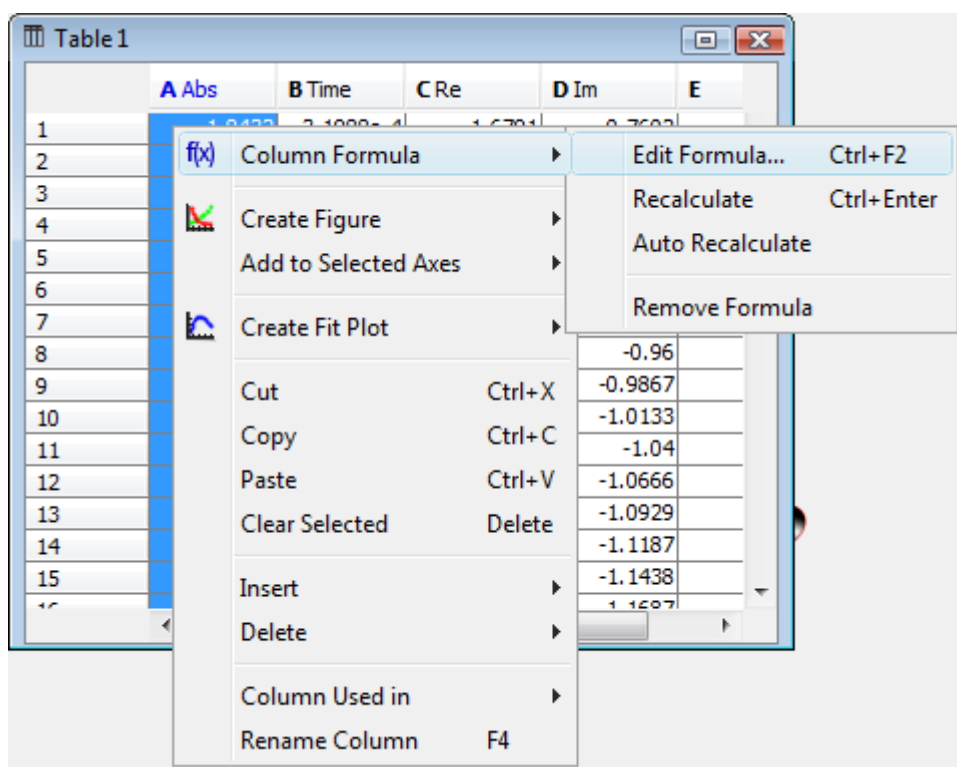 Table 1
A Abs B Time C Re D Im E
1
2
3
4
5
6
7
8 -0.96
9 -0.9867
10 -1.0133
11 -1.04
12 -1.0666
13 -1.0929
14 -1.1187
15 -1.1438
f(x) Column Formula
Create Figure
Add to Selected Axes
Create Fit Plot
Cut Ctrl+X
Copy Ctrl+C
Paste Ctrl+V
Clear Selected Delete
Insert
Delete
Column Used in
Rename Column F4
Edit Formula... Ctrl+F2
Recalculate Ctrl+Enter
Auto Recalculate
Remove Formula